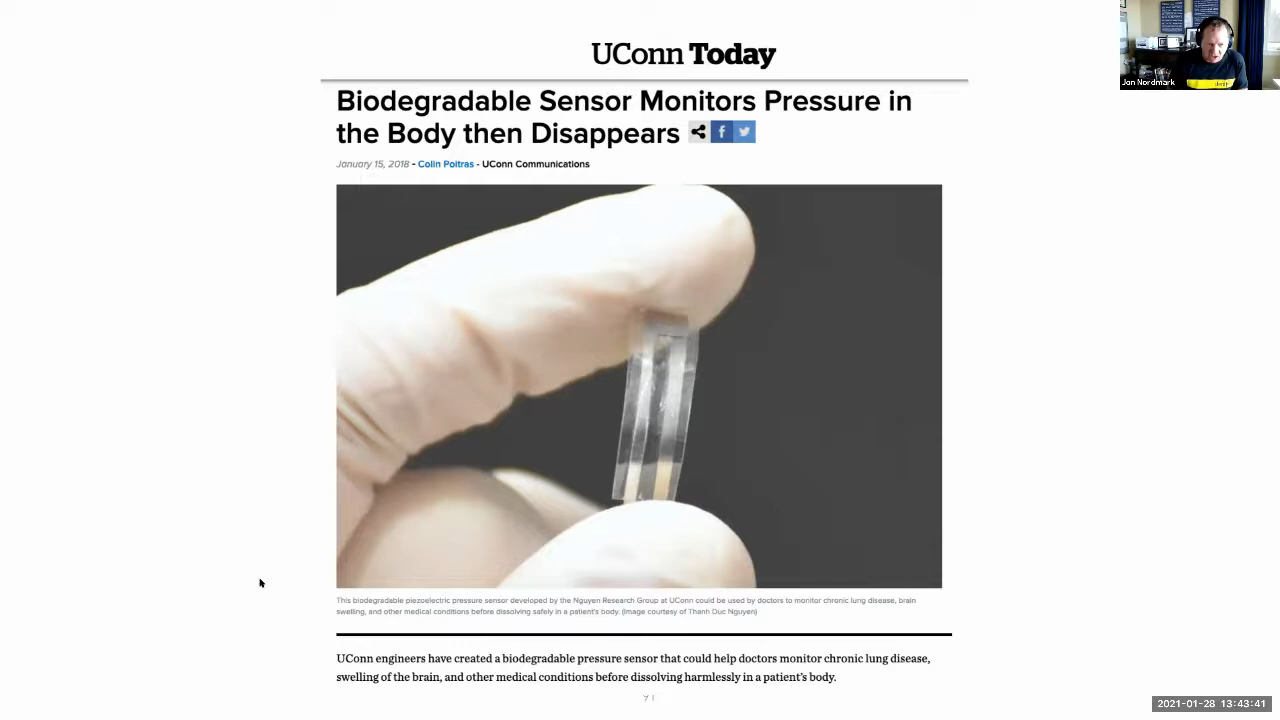 UConn Today
Biodegradable Sensor Monitors Pressure in
the Body then Disappears
January 15, 2018 - Colin Poitras - UConn Communications
This biodegradable piezoelectric pressure sensor developed by the Nguyen Research Group at UConn could be used by doctors to monitor chronic lung disease, brain
swelling, and other medical conditions before dissolving safely in a patient's body. (Image courtesy of Thanh Duc Nguyen)
UConn engineers have created a biodegradable pressure sensor that could help doctors monitor chronic lung disease,
swelling of the brain, and other medical conditions before dissolving harmlessly in a patient's body.
Jon Nordmark
2021-01-28 13:43:41